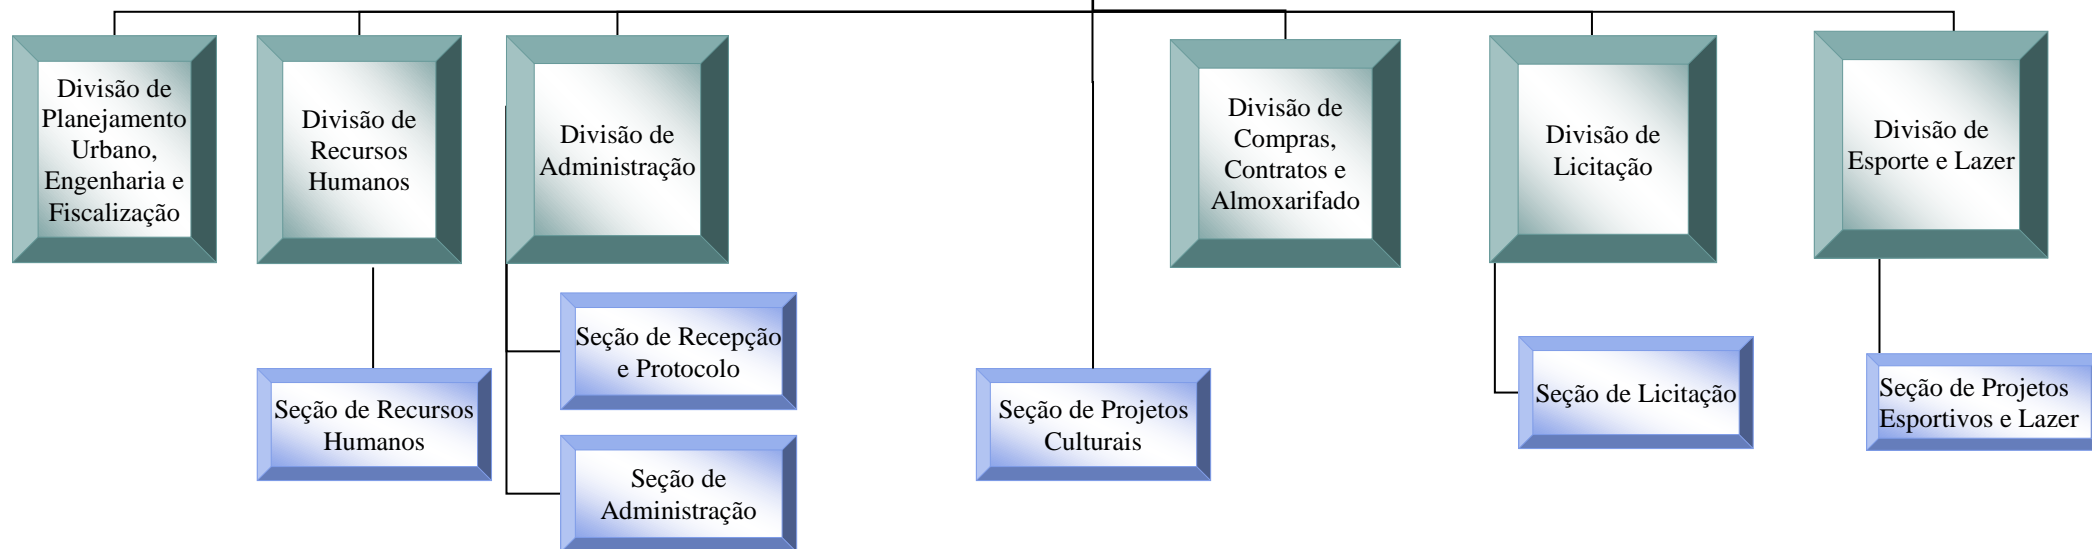 Divisão de
Planejamento
Urbano,
Engenharia e
Fiscalização
Divisão de
Recursos
Humanos
Divisão de
Administração
Divisão de
Compras,
Contratos e
Almoxarifado
Divisão de
Licitação
Divisão de
Esporte e Lazer
Seção de Recepção
e Protocolo
Seção de Recursos
Humanos
Seção de Projetos
Culturais
Seção de Licitação
Seção de Projetos
Esportivos e Lazer
Seção de
Administração